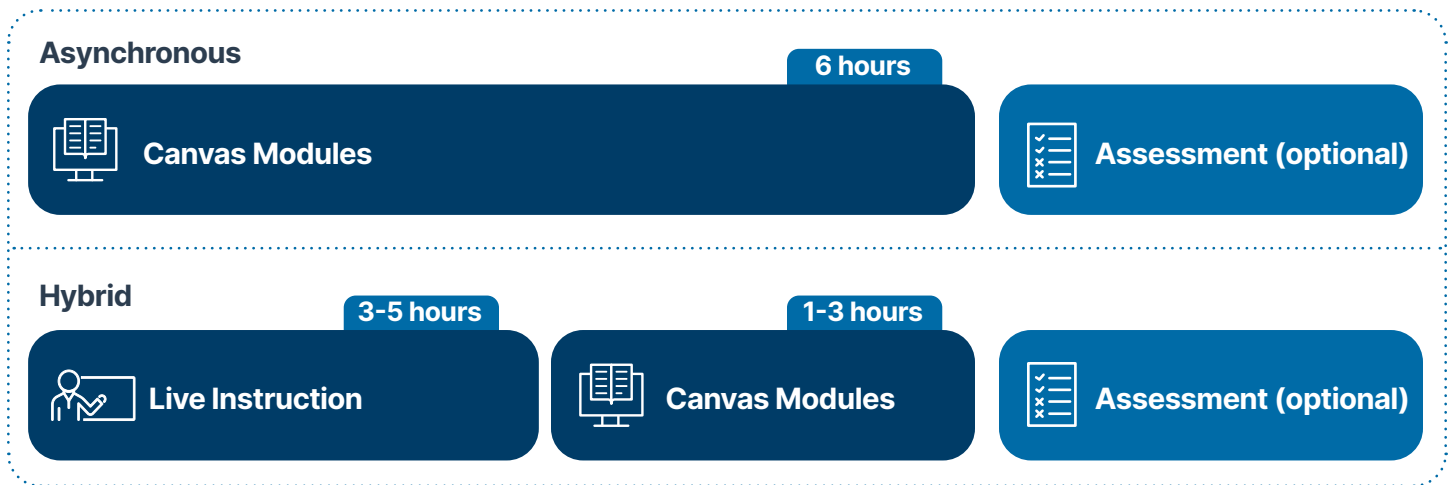 Asynchronous
6 hours
Canvas Modules
Assessment (optional)
Hybrid
3-5 hours
1-3 hours
Live Instruction
Canvas Modules
Assessment (optional)